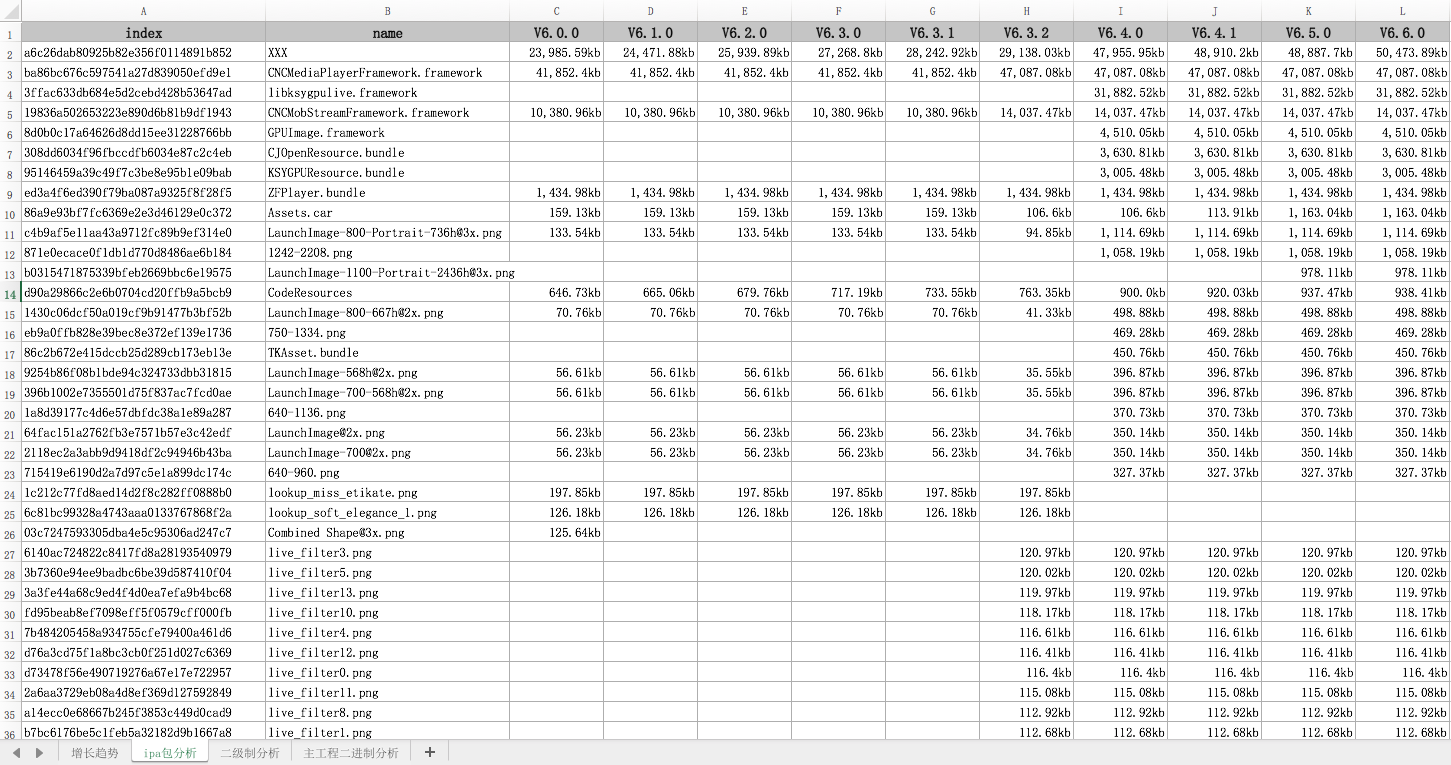 A B C D E F G H I J K L
1 index name V6.0.0 V6.1.0 V6.2.0 V6.3.0 V6.3.1 V6.3.2 V6.4.0 V6.4.1 V6.5.0 V6.6.0
2 a6c26dab80925b82e356f0114891b852 XXX 23,985.59kb 24,471.88kb 25,939.89kb 27,268.8kb 28,242.92kb 29,138.03kb 47,955.95kb 48,910.2kb 48,887.7kb 50,473.89kb
3 ba86bc676c597541a27d839050efd9e1 CNCMediaPlayerFramework.framework 41,852.4kb 41,852.4kb 41,852.4kb 41,852.4kb 41,852.4kb 47,087.08kb 47,087.08kb 47,087.08kb 47,087.08kb 47,087.08kb
4 3ffac633db684e5d2cebd428b53647ad libksygpulive.framework 31,882.52kb 31,882.52kb 31,882.52kb 31,882.52kb
5 19836a502653223e890d6b81b9df1943 CNCMobStreamFramework.framework 10,380.96kb 10,380.96kb 10,380.96kb 10,380.96kb 10,380.96kb 14,037.47kb 14,037.47kb 14,037.47kb 14,037.47kb 14,037.47kb
6 8d0b0c17a64626d8dd15ee31228766bb GPUImage.framework 4,510.05kb 4,510.05kb 4,510.05kb 4,510.05kb
7 308dd6034f96fbccdfb6034e87c2c4eb CJOpenResource.bundle 3,630.81kb 3,630.81kb 3,630.81kb 3,630.81kb
8 95146459a39c49f7c3be8e95b1e09bab KSYGPUResource.bundle 3,005.48kb 3,005.48kb 3,005.48kb 3,005.48kb
9 ed3a4f6ed390f79ba087a9325f8f28f5 ZFPlayer.bundle 1,434.98kb 1,434.98kb 1,434.98kb 1,434.98kb 1,434.98kb 1,434.98kb 1,434.98kb 1,434.98kb 1,434.98kb 1,434.98kb
10 86a9e93bf7fc6369e2e3d46129e0c372 Assets.car 159.13kb 159.13kb 159.13kb 159.13kb 159.13kb 106.6kb 106.6kb 113.91kb 1,163.04kb 1,163.04kb
11 c4b9af5e11aa43a9712fc89b9ef314e0 LaunchImage-800-Portrait-736h@3x.png 133.54kb 133.54kb 133.54kb 133.54kb 133.54kb 94.85kb 1,114.69kb 1,114.69kb 1,114.69kb 1,114.69kb
12 871e0ecace0f1db1d770d8486ae6b184 1242-2208.png 1,058.19kb 1,058.19kb 1,058.19kb 1,058.19kb
13 b0315471875339bfeb2669bbc6e19575 LaunchImage-1100-Portrait-2436h@3x.png 978.11kb 978.11kb
14 d90a29866c2e6b0704cd20ffb9a5bcb9 CodeResources 646.73kb 665.06kb 679.76kb 717.19kb 733.55kb 763.35kb 900.0kb 920.03kb 937.47kb 938.41kb
15 1430c06dcf50a019cf9b91477b3bf52b LaunchImage-800-667h@2x.png 70.76kb 70.76kb 70.76kb 70.76kb 70.76kb 41.33kb 498.88kb 498.88kb 498.88kb 498.88kb
16 eb9a0ffb828e39bec8e372ef139e1736 750-1334.png 469.28kb 469.28kb 469.28kb 469.28kb
17 86c2b672e415dccb25d289cb173eb13e TKAsset.bundle 450.76kb 450.76kb 450.76kb 450.76kb
18 9254b86f08b1bde94c324733dbb31815 LaunchImage-568h@2x.png 56.61kb 56.61kb 56.61kb 56.61kb 56.61kb 35.55kb 396.87kb 396.87kb 396.87kb 396.87kb
19 396b1002e7355501d75f837ac7fcd0ae LaunchImage-700-568h@2x.png 56.61kb 56.61kb 56.61kb 56.61kb 56.61kb 35.55kb 396.87kb 396.87kb 396.87kb 396.87kb
20 1a8d39177c4d6e57dbfdc38a1e89a287 640-1136.png 370.73kb 370.73kb 370.73kb 370.73kb
21 64fac151a2762fb3e7571b57e3c42edf LaunchImage@2x.png 56.23kb 56.23kb 56.23kb 56.23kb 56.23kb 34.76kb 350.14kb 350.14kb 350.14kb 350.14kb
22 2118ec2a3abb9d9418df2c94946b43ba LaunchImage-700@2x.png 56.23kb 56.23kb 56.23kb 56.23kb 56.23kb 34.76kb 350.14kb 350.14kb 350.14kb 350.14kb
23 715419e6190d2a7d97c5e1a899dc174c 640-960.png 327.37kb 327.37kb 327.37kb 327.37kb
24 1c212c77fd8aed14d2f8c282ff0888b0 lookup_miss_etikate.png 197.85kb 197.85kb 197.85kb 197.85kb 197.85kb 197.85kb
25 6c81bc99328a4743aaa0133767868f2a lookup_soft_elegance_1.png 126.18kb 126.18kb 126.18kb 126.18kb 126.18kb 126.18kb
26 03c7247593305dba4e5c95306ad247c7 Combined Shape@3x.png 125.64kb
27 6140ac724822c8417fd8a28193540979 live_filter3.png 120.97kb 120.97kb 120.97kb 120.97kb 120.97kb
28 3b7360e94ee9badbc6be39d587410f04 live_filter5.png 120.02kb 120.02kb 120.02kb 120.02kb 120.02kb
29 3a3fe44a68c9ed4f4d0ea7efa9b4bc68 live_filter13.png 119.97kb 119.97kb 119.97kb 119.97kb 119.97kb
30 fd95beab8ef7098eff5f0579cff000fb live_filter10.png 118.17kb 118.17kb 118.17kb 118.17kb 118.17kb
31 7b484205458a934755cfe79400a461d6 live_filter4.png 116.61kb 116.61kb 116.61kb 116.61kb 116.61kb
32 d76a3cd75f1a8bc3cb0f251d027c6369 live_filter12.png 116.41kb 116.41kb 116.41kb 116.41kb 116.41kb
33 d73478f56e490719276a67e17e722957 live_filter0.png 116.4kb 116.4kb 116.4kb 116.4kb 116.4kb
34 2a6aa3729eb08a4d8ef369d127592849 live_filter11.png 115.08kb 115.08kb 115.08kb 115.08kb 115.08kb
35 a14ecc0e68667b245f3853c449d0cad9 live_filter8.png 112.92kb 112.92kb 112.92kb 112.92kb 112.92kb
36 b7bc6176be5c1feb5a32182d9b1667a8 live_filter1.png 112.68kb 112.68kb 112.68kb 112.68kb 112.68kb
增长趋势 ipa包分析 二级制分析 主工程二进制分析 +